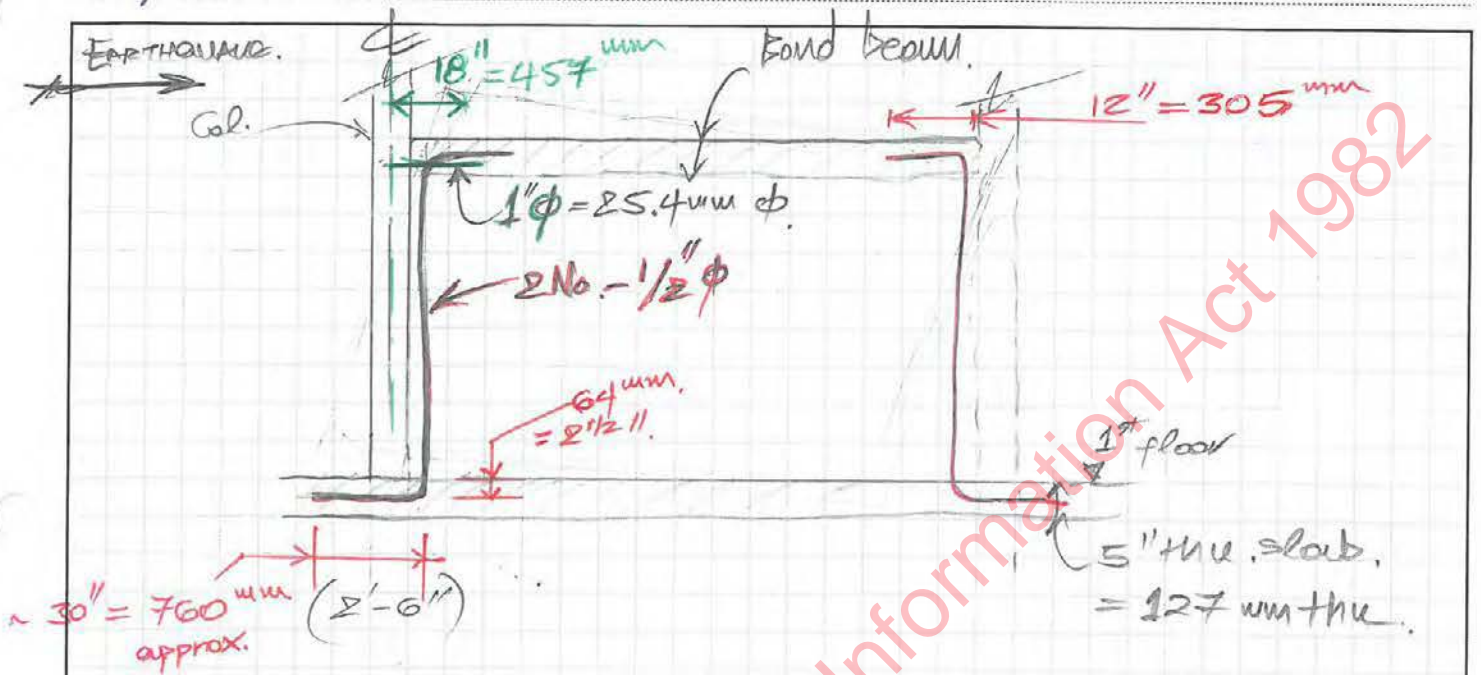 EARTHQUAKE.
℄
18" = 457 mm
Bond beam.
12" = 305 mm
Col.
1"ϕ = 25.4 mm ϕ.
2 No. - 1/2" ϕ
64 mm.
= 2 1/2".
1st floor
5" thk. slab.
= 127 mm thk.
~ 30" = 760 mm (2'-6")
approx.
Information Act 1982